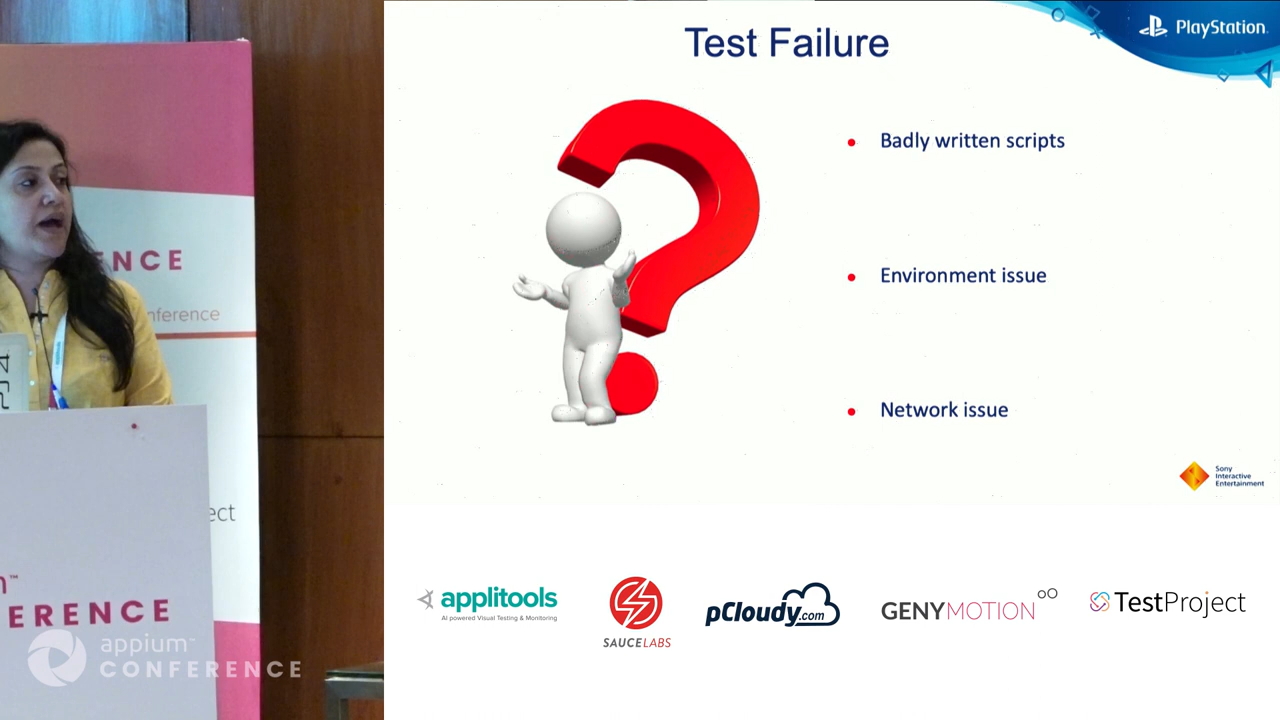 Test Failure
PlayStation
Badly written scripts
Environment issue
Network issue
Sony
Interactive
Entertainment
ENCE
nference
ect
ERENCE
appium™
CONFERENCE
applitools
AI powered Visual Testing & Monitoring
SAUCELABS
pCloudy.com
GENYMOTION
TestProject